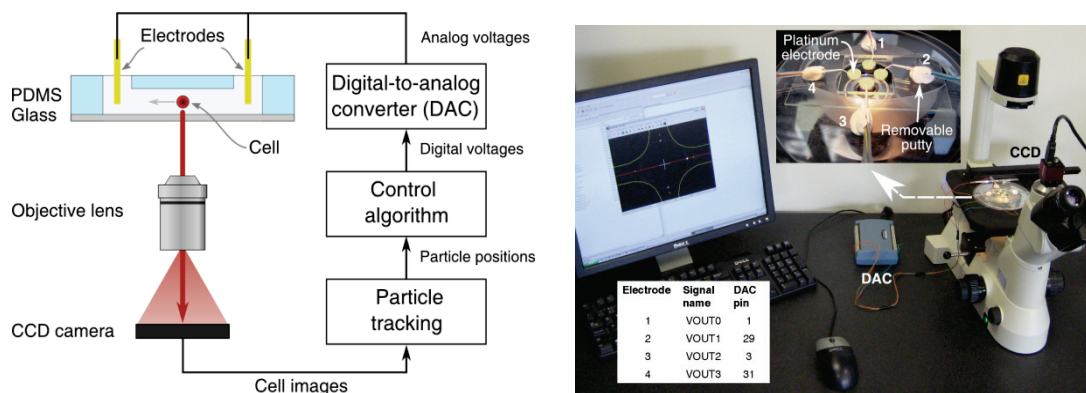 Electrodes
Analog voltages
PDMS
Glass
Cell
Digital-to-analog
converter (DAC)
Digital voltages
Objective lens
Control
algorithm
Particle positions
CCD camera
Particle
tracking
Cell images
Platinum
electrode
1
2
3
4
Removable
putty
CCD
DAC
DELL
Electrode Signal name DAC pin
1 VOUT0 1
2 VOUT1 29
3 VOUT2 3
4 VOUT3 31